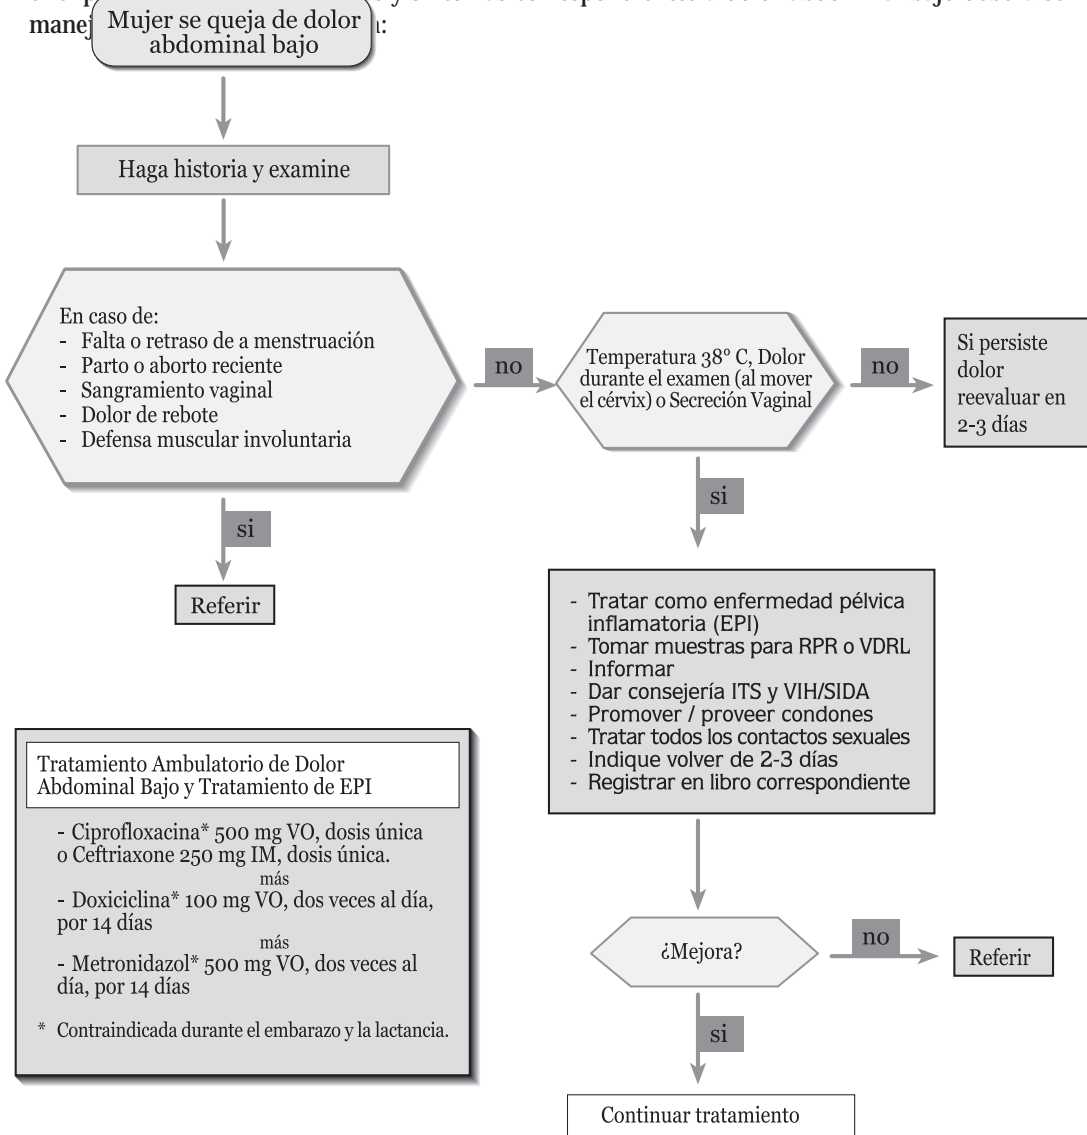 manej
Mujer se queja de dolor
abdominal bajo
Haga historia y examine
En caso de:
- Falta o retraso de a menstruación
- Parto o aborto reciente
- Sangramiento vaginal
- Dolor de rebote
- Defensa muscular involuntaria
no
Temperatura 38° C, Dolor
durante el examen (al mover
el cérvix) o Secreción Vaginal
no
Si persiste
dolor
reevaluar en
2-3 días
si
Referir
si
- Tratar como enfermedad pélvica
inflamatoria (EPI)
- Tomar muestras para RPR o VDRL
- Informar
- Dar consejería ITS y VIH/SIDA
- Promover / proveer condones
- Tratar todos los contactos sexuales
- Indique volver de 2-3 días
- Registrar en libro correspondiente
Tratamiento Ambulatorio de Dolor
Abdominal Bajo y Tratamiento de EPI
- Ciprofloxacina* 500 mg VO, dosis única
o Ceftriaxone 250 mg IM, dosis única.
más
- Doxiciclina* 100 mg VO, dos veces al día,
por 14 días
más
- Metronidazol* 500 mg VO, dos veces al
día, por 14 días
* Contraindicada durante el embarazo y la lactancia.
¿Mejora?
no
Referir
si
Continuar tratamiento